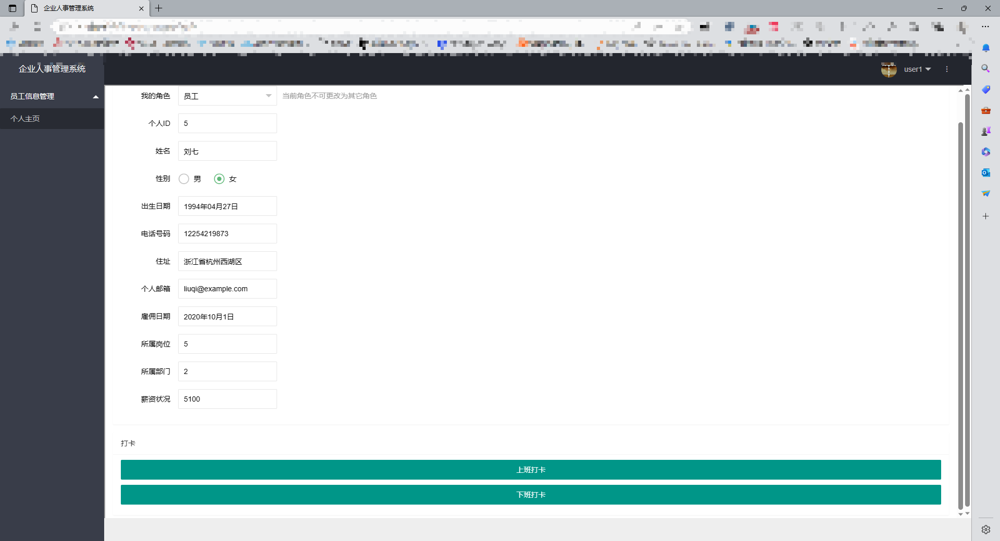 企业人事管理系统
企业人事管理系统
user1
员工信息管理
个人主页
我的角色 员工 当前角色不可更改为其它角色
个人ID 5
姓名 刘七
性别 男 女
出生日期 1994年04月27日
电话号码 12254219873
住址 浙江省杭州西湖区
个人邮箱 liuqi@example.com
雇佣日期 2020年10月1日
所属岗位 5
所属部门 2
薪资状况 5100
打卡
上班打卡
下班打卡